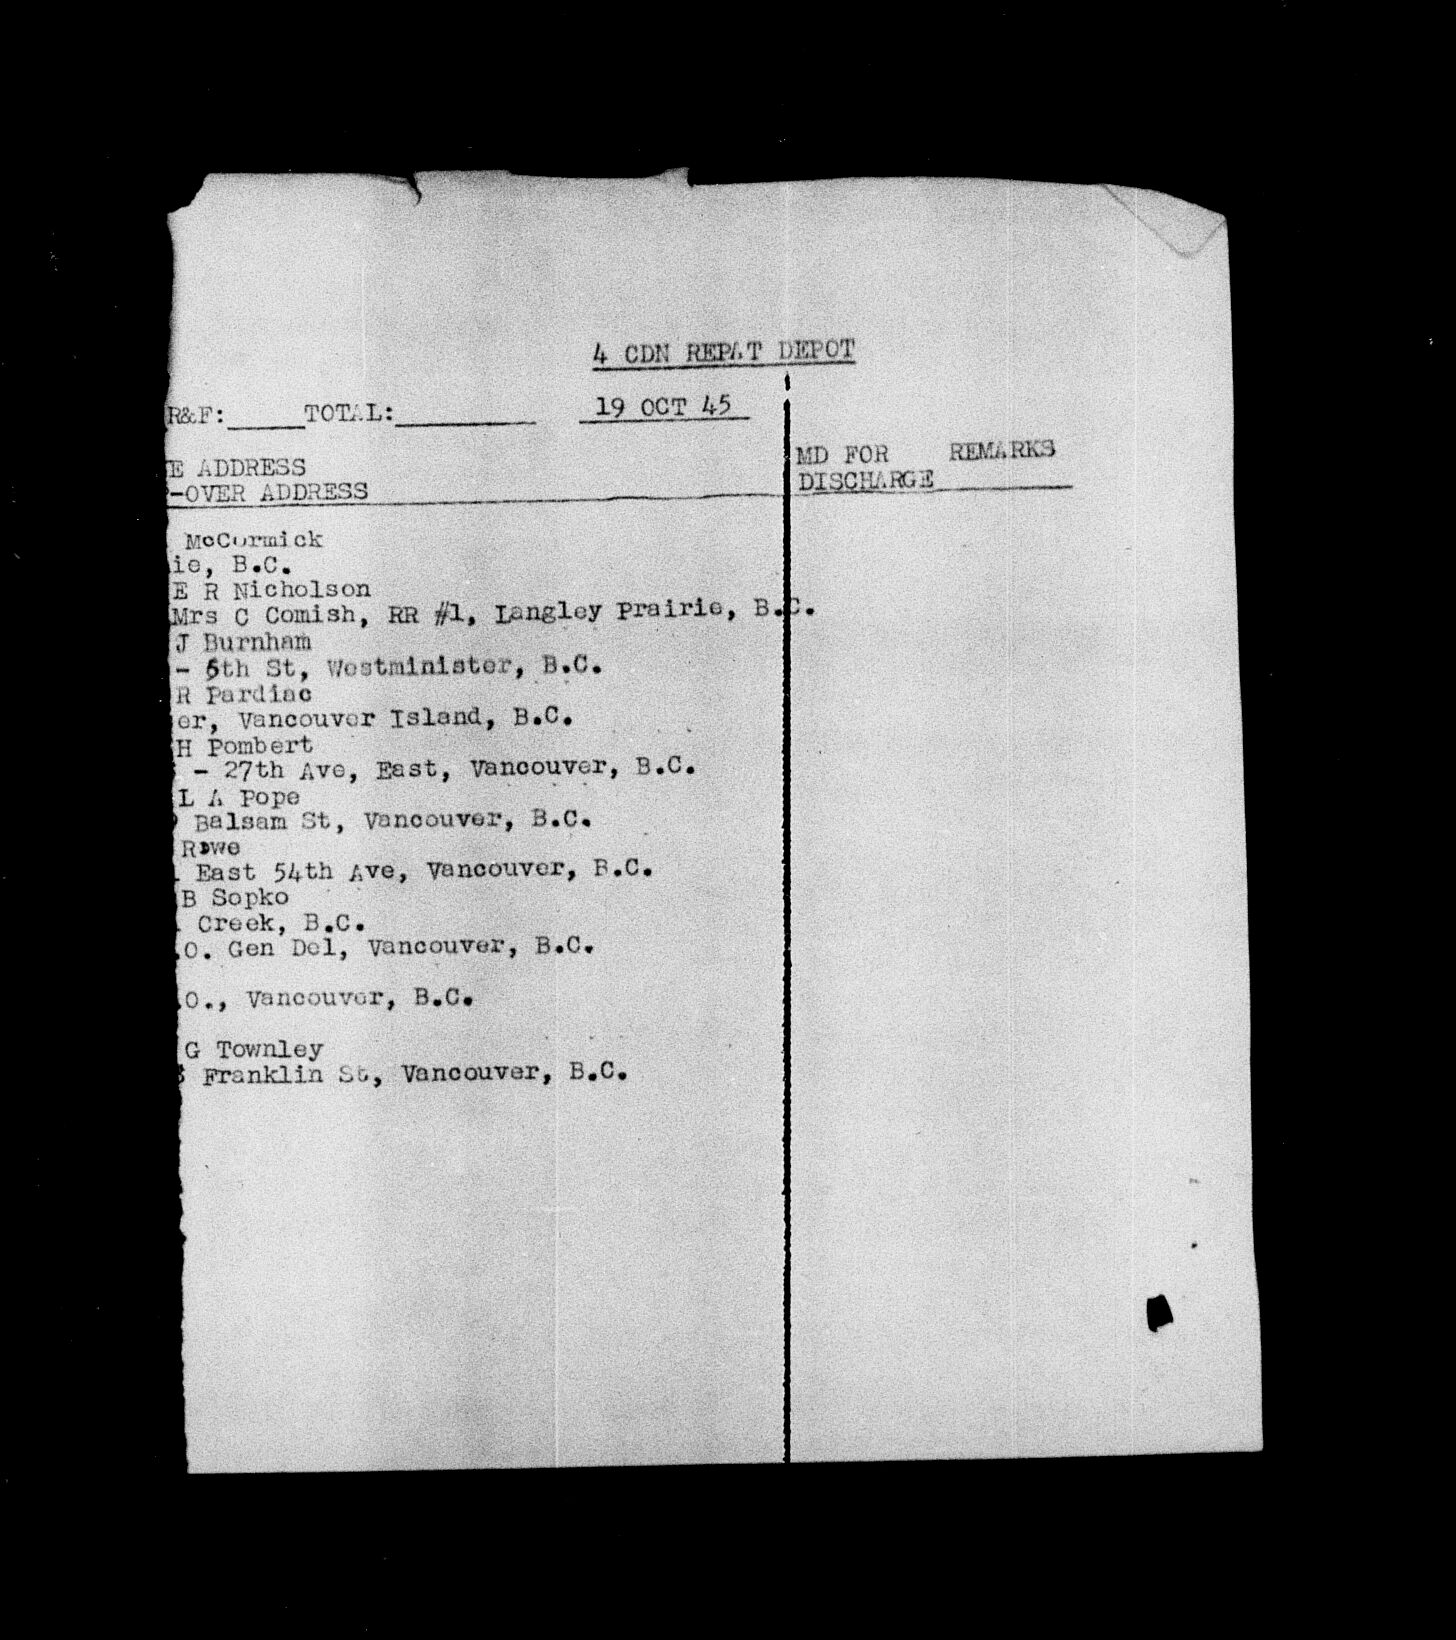 4 CDN REPAT DEPOT
R&F:_____TOTAL:_________ 19 OCT 45
E ADDRESS
-OVER ADDRESS
MD FOR REMARKS
DISCHARGE
McCormick
ie, B.C.
E R Nicholson
Mrs C Comish, RR #1, Langley Prairie, B.C.
J Burnham
- 5th St, Westminister, B.C.
R Pardiac
er, Vancouver Island, B.C.
H Pombert
- 27th Ave, East, Vancouver, B.C.
L A Pope
Balsam St, Vancouver, B.C.
Rowe
East 54th Ave, Vancouver, B.C.
B Sopko
Creek, B.C.
.O. Gen Del, Vancouver, B.C.
.O., Vancouver, B.C.
G Townley
Franklin St, Vancouver, B.C.